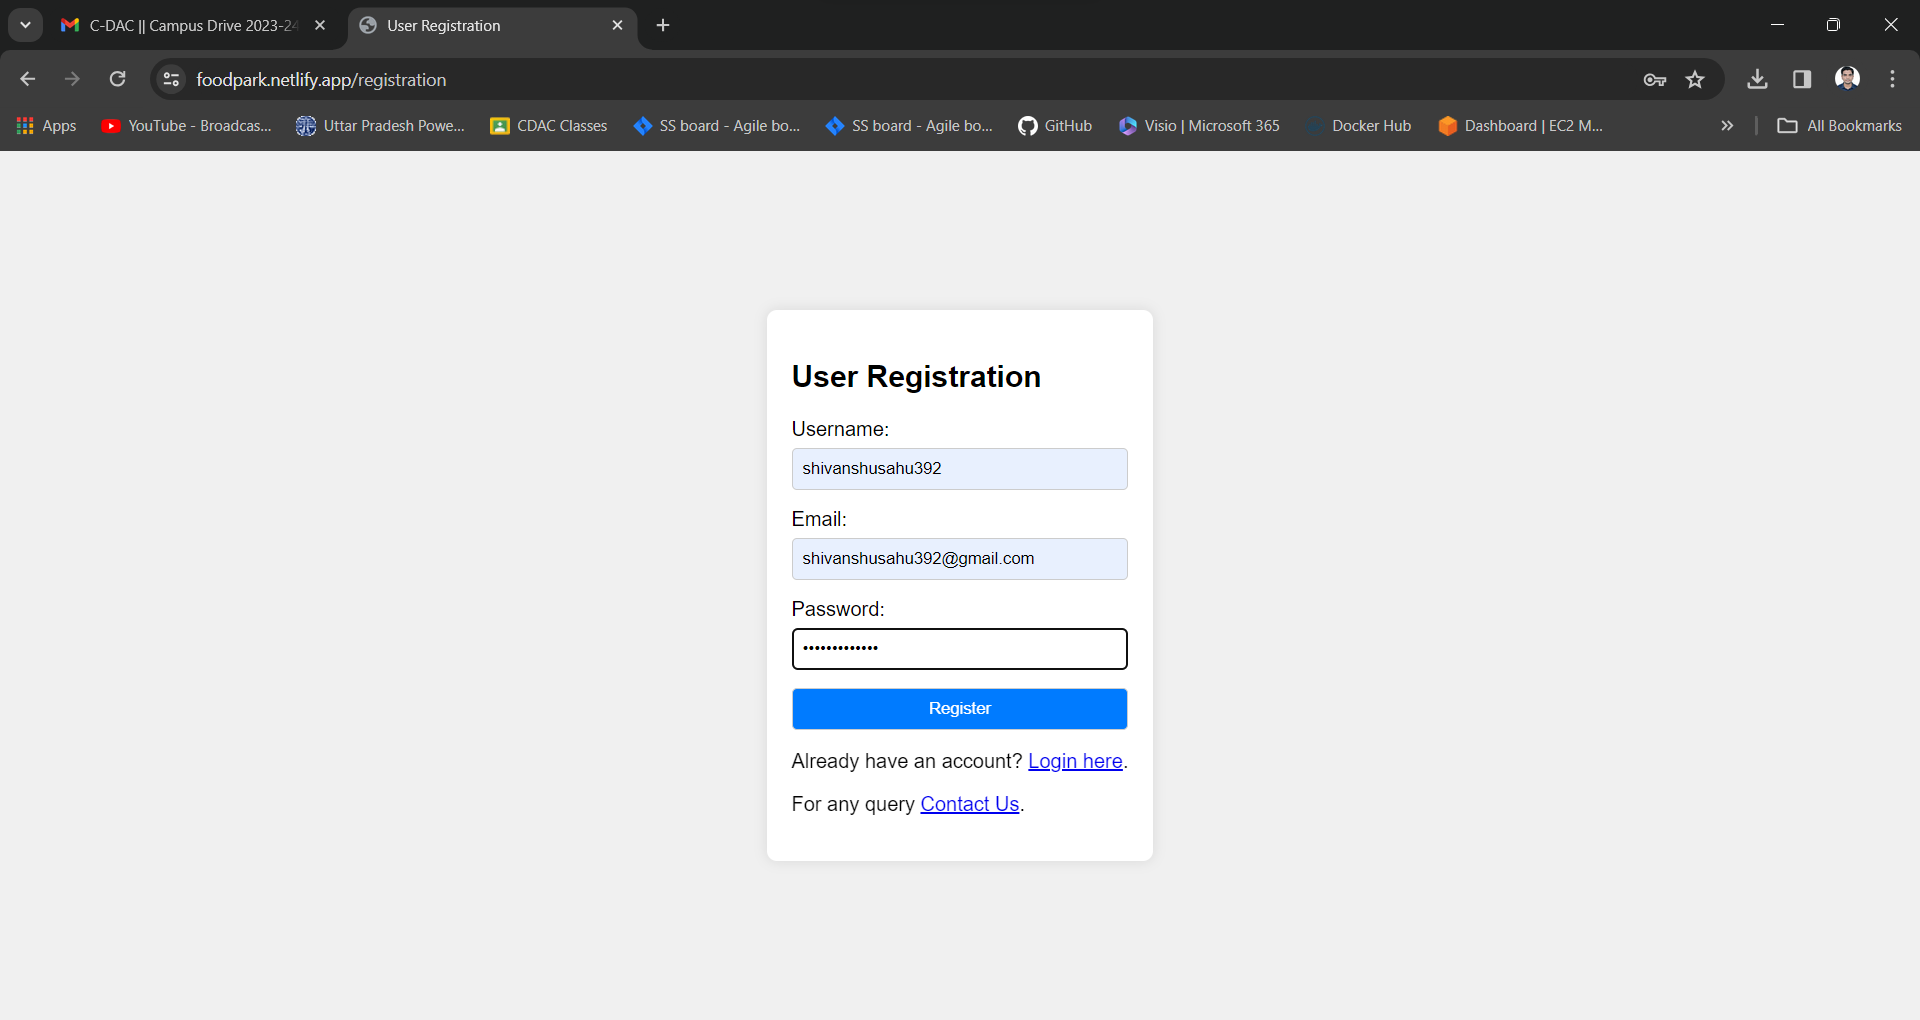 C-DAC || Campus Drive 2023-24
User Registration
foodpark.netlify.app/registration
Apps
YouTube - Broadcas...
Uttar Pradesh Powe...
CDAC Classes
SS board - Agile bo...
SS board - Agile bo...
GitHub
Visio | Microsoft 365
Docker Hub
Dashboard | EC2 M...
All Bookmarks
User Registration
Username:
shivanshusahu392
Email:
shivanshusahu392@gmail.com
Password:
•••••••••••••
Register
Already have an account? Login here.
For any query Contact Us.